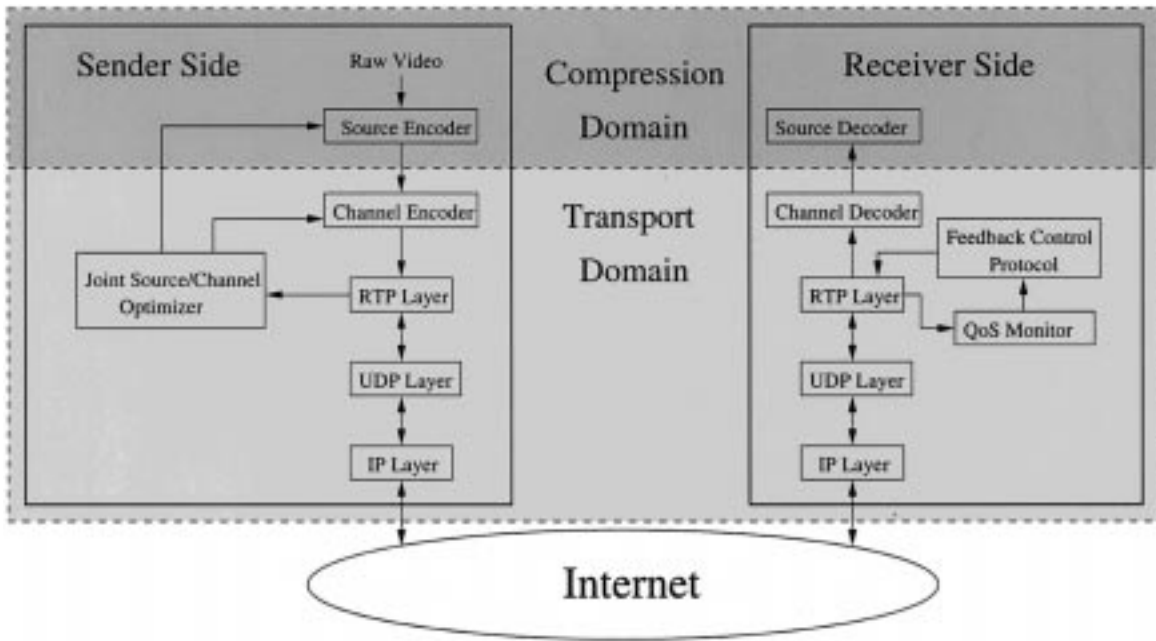 Sender Side
Raw Video
Source Encoder
Channel Encoder
Joint Source/Channel
Optimizer
RTP Layer
UDP Layer
IP Layer
Compression
Domain
Transport
Domain
Receiver Side
Source Decoder
Channel Decoder
Feedback Control
Protocol
RTP Layer
QoS Monitor
UDP Layer
IP Layer
Internet